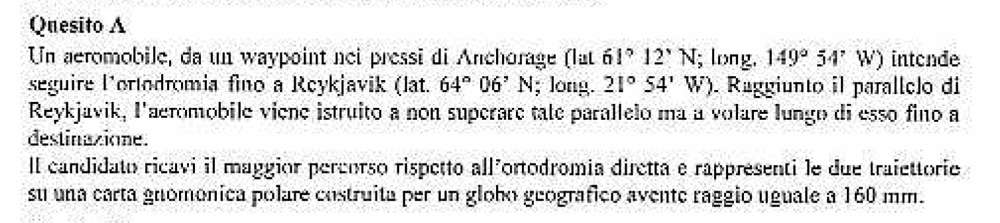 Quesito A
Un aeromobile, da un waypoint nei pressi di Anchorage (lat 61° 12' N; long. 149° 54' W) intende
seguire l'ortodromia fino a Reykjavik (lat. 64° 06' N; long. 21° 54' W). Raggiunto il parallelo di
Reykjavik, l'aeromobile viene istruito a non superare tale parallelo ma a volare lungo di esso fino a
destinazione.
Il candidato ricavi il maggior percorso rispetto all'ortodromia diretta e rappresenti le due traiettorie
su una carta gnomonica polare costruita per un globo geografico avente raggio uguale a 160 mm.